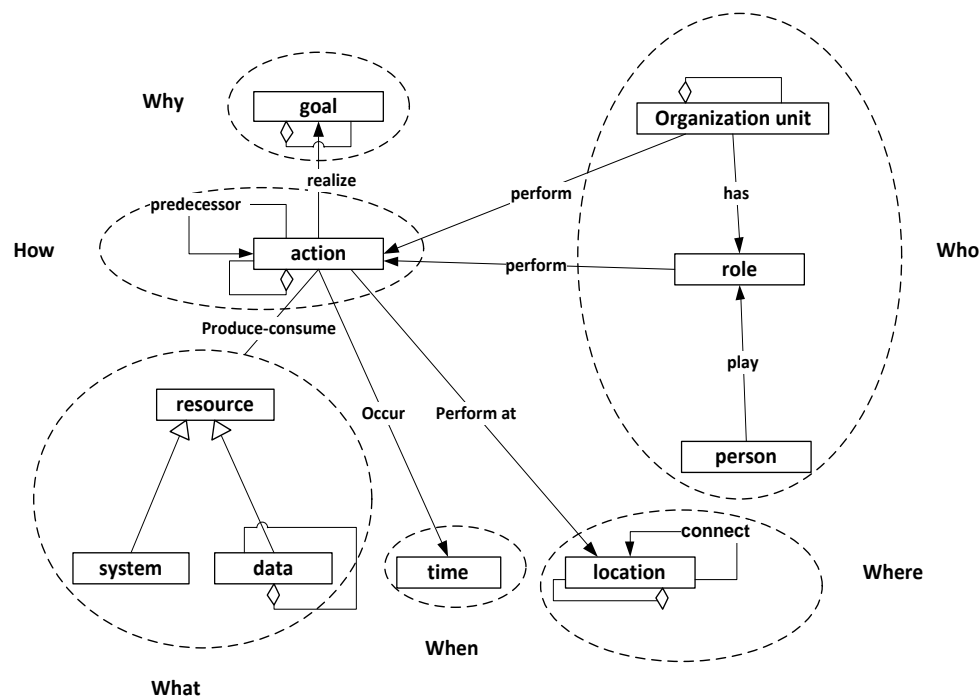 Why
goal
Organization unit
realize
perform
has
predecessor
How
action
perform
role
Who
Produce-consume
play
resource
Occur
Perform at
person
connect
system
data
time
location
Where
When
What